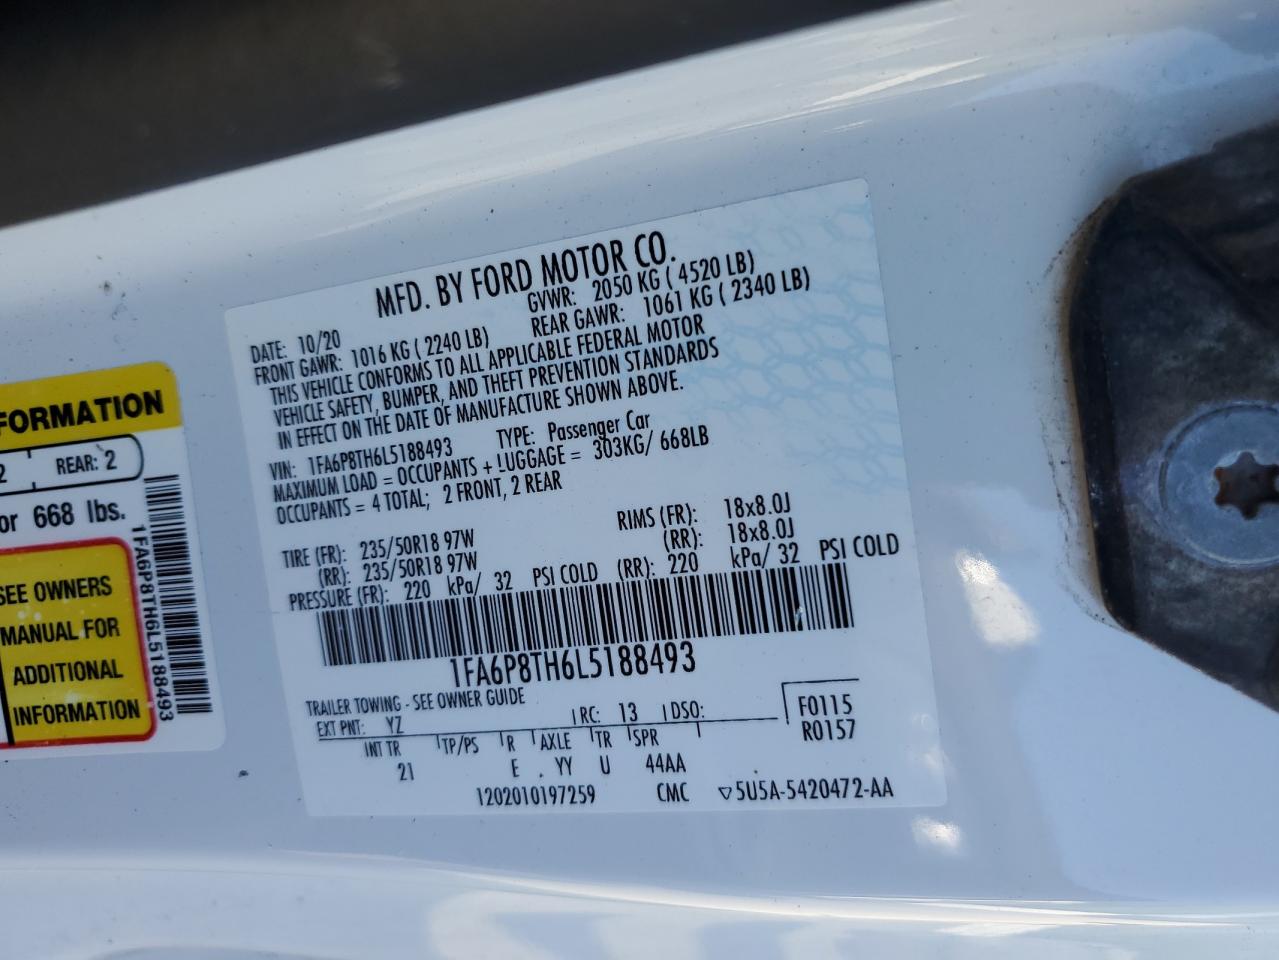 MFD. BY FORD MOTOR CO.
DATE: 10/20 GVWR: 2050 KG ( 4520 LB)
FRONT GAWR: 1016 KG ( 2240 LB) REAR GAWR: 1061 KG ( 2340 LB)
THIS VEHICLE CONFORMS TO ALL APPLICABLE FEDERAL MOTOR
VEHICLE SAFETY, BUMPER, AND THEFT PREVENTION STANDARDS
IN EFFECT ON THE DATE OF MANUFACTURE SHOWN ABOVE.
VIN: 1FA6P8TH6L5188493 TYPE: Passenger Car
MAXIMUM LOAD = OCCUPANTS + LUGGAGE = 303KG/ 668LB
OCCUPANTS = 4 TOTAL; 2 FRONT, 2 REAR
TIRE (FR): 235/50R18 97W RIMS (FR): 18x8.0J
(RR): 235/50R18 97W (RR): 18x8.0J
PRESSURE (FR): 220 kPa/ 32 PSI COLD (RR): 220 kPa/ 32 PSI COLD
1FA6P8TH6L5188493
TRAILER TOWING - SEE OWNER GUIDE
EXT PNT: YZ RC: 13 DSO: F0115
R0157
INT TR TP/PS R AXLE TR SPR
21 E . YY U 44AA
1202010197259 CMC ▽5U5A-5420472-AA
FORMATION
2 REAR: 2
or 668 lbs.
SEE OWNERS
MANUAL FOR
ADDITIONAL
INFORMATION
1FA6P8TH6L5188493